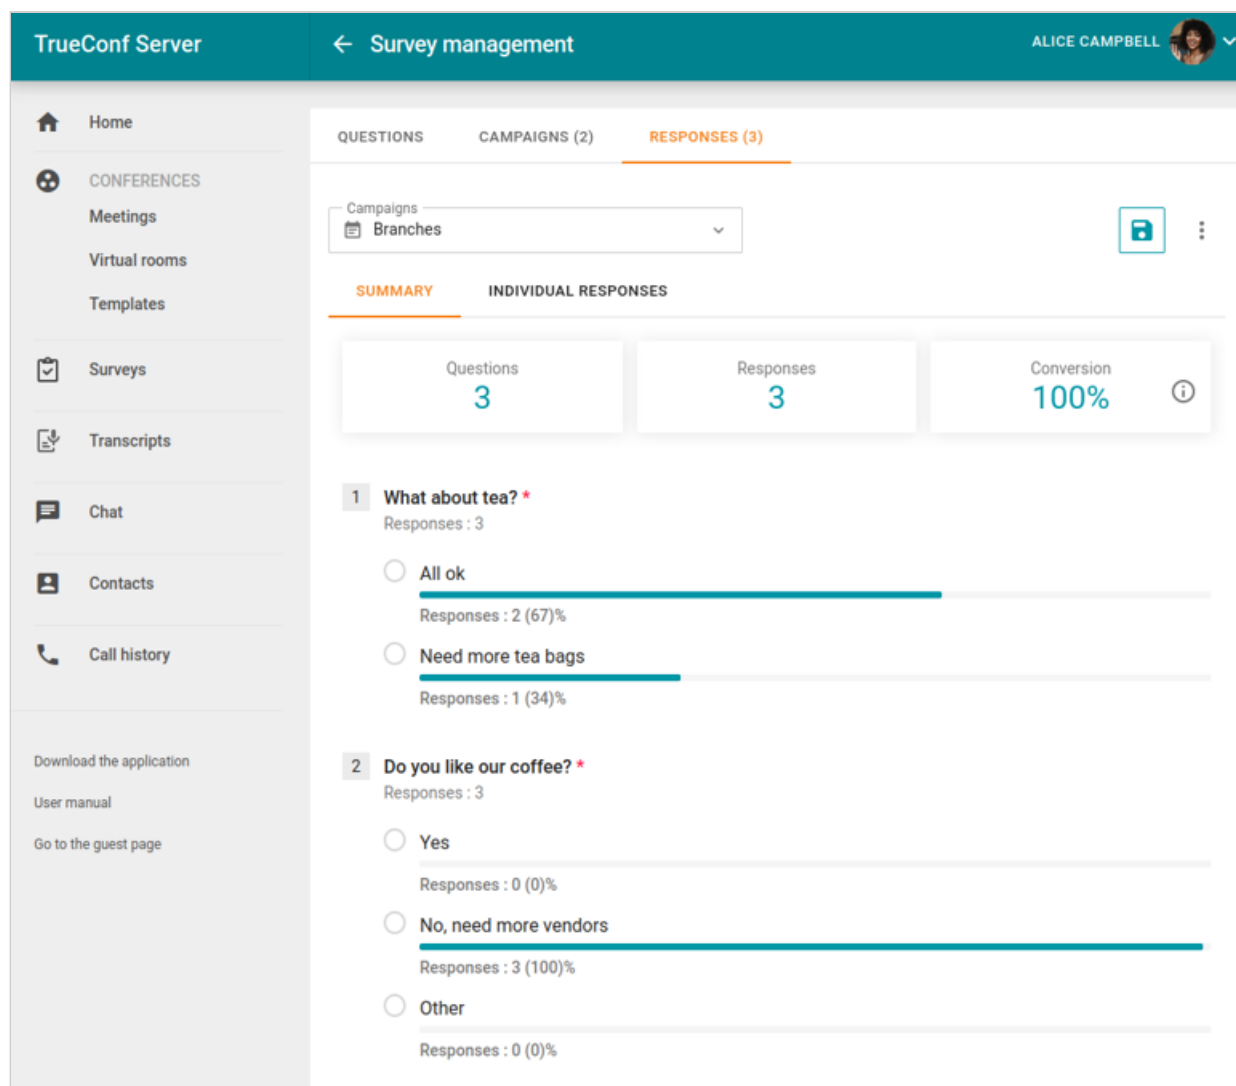 TrueConf Server
Survey management
ALICE CAMPBELL
Home
CONFERENCES
Meetings
Virtual rooms
Templates
Surveys
Transcripts
Chat
Contacts
Call history
Download the application
User manual
Go to the guest page
QUESTIONS CAMPAIGNS (2) RESPONSES (3)
Campaigns
Branches
SUMMARY INDIVIDUAL RESPONSES
Questions
3
Responses
3
Conversion
100%
1 What about tea? *
Responses : 3
All ok
Responses : 2 (67)%
Need more tea bags
Responses : 1 (34)%
2 Do you like our coffee? *
Responses : 3
Yes
Responses : 0 (0)%
No, need more vendors
Responses : 3 (100)%
Other
Responses : 0 (0)%